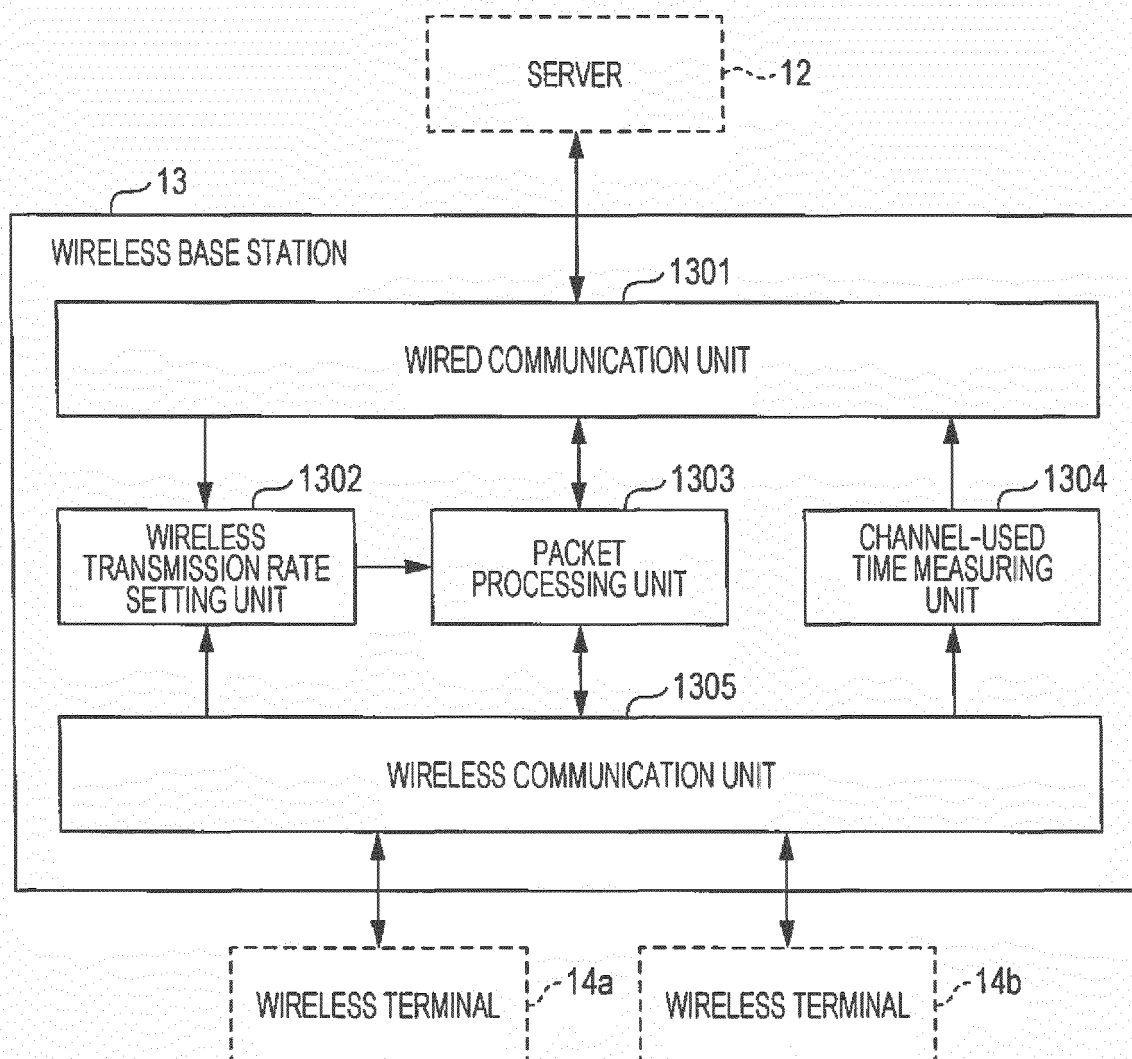 SERVER
12
13
WIRELESS BASE STATION
1301
WIRED COMMUNICATION UNIT
1302
1303
1304
WIRELESS
TRANSMISSION RATE
SETTING UNIT
PACKET
PROCESSING UNIT
CHANNEL-USED
TIME MEASURING
UNIT
1305
WIRELESS COMMUNICATION UNIT
WIRELESS TERMINAL
14a
WIRELESS TERMINAL
14b